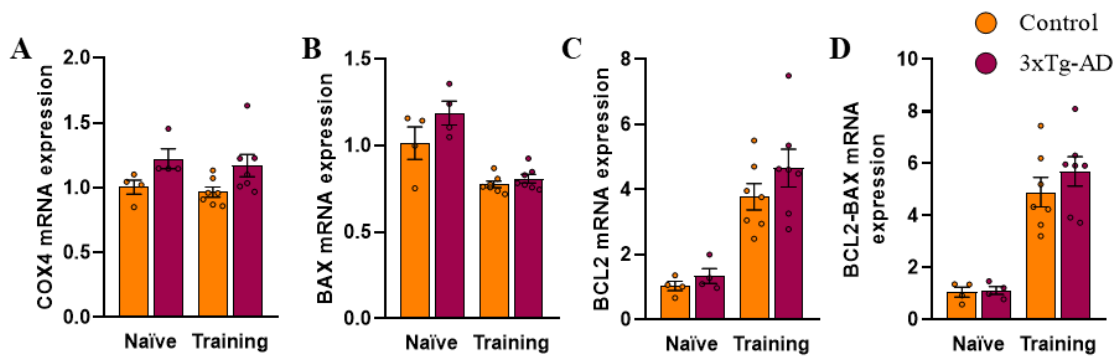 A
COX4 mRNA expression
2.0
1.5
1.0
0.5
0.0
Naïve Training
B
BAX mRNA expression
1.5
1.0
0.5
0.0
Naïve Training
C
BCL2 mRNA expression
8
6
4
2
0
Naïve Training
D
BCL2-BAX mRNA
expression
10
8
6
4
2
0
Naïve Training
Control
3xTg-AD